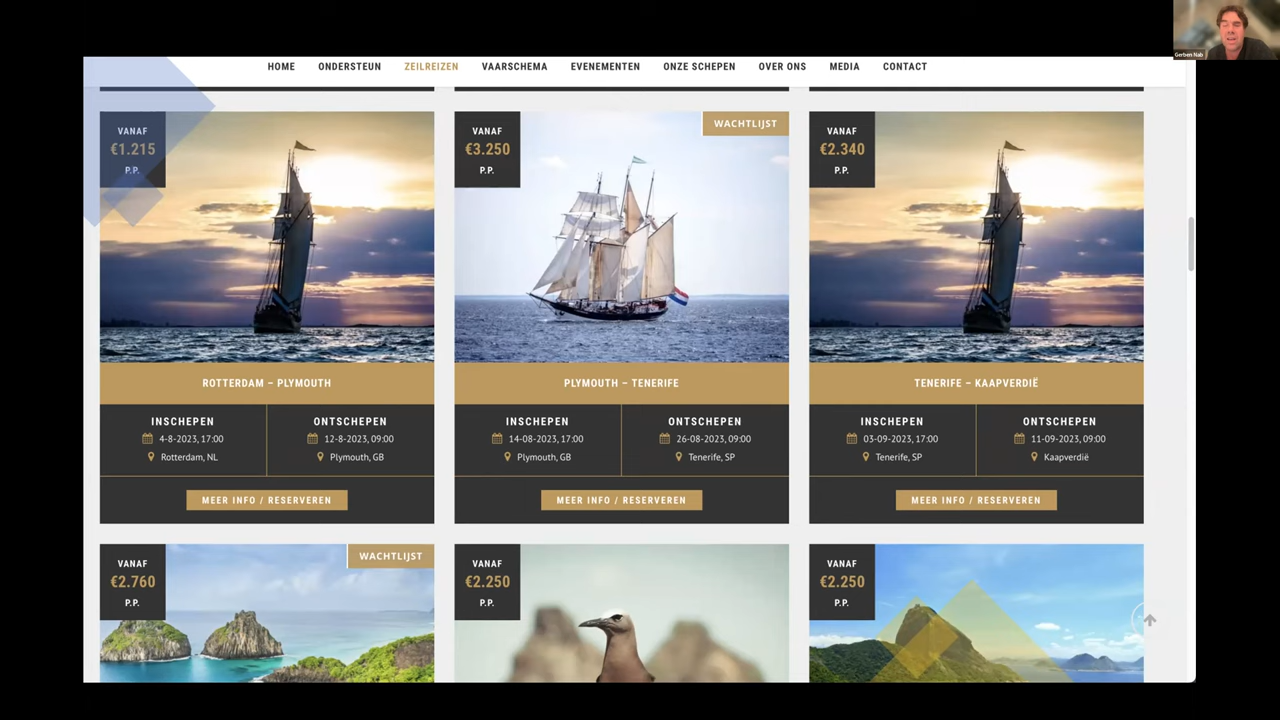 Gerben Nab
HOME ONDERSTEUN ZEILREIZEN VAARSCHEMA EVENEMENTEN ONZE SCHEPEN OVER ONS MEDIA CONTACT
VANAF
€1.215
P.P.
ROTTERDAM – PLYMOUTH
INSCHEPEN
4-8-2023, 17:00
Rotterdam, NL
ONTSCHEPEN
12-8-2023, 09:00
Plymouth, GB
MEER INFO / RESERVEREN
WACHTLIJST
VANAF
€3.250
P.P.
PLYMOUTH – TENERIFE
INSCHEPEN
14-08-2023, 17:00
Plymouth, GB
ONTSCHEPEN
26-08-2023, 09:00
Tenerife, SP
MEER INFO / RESERVEREN
VANAF
€2.340
P.P.
TENERIFE – KAAPVERDIË
INSCHEPEN
03-09-2023, 17:00
Tenerife, SP
ONTSCHEPEN
11-09-2023, 09:00
Kaapverdië
MEER INFO / RESERVEREN
VANAF
€2.760
P.P.
WACHTLIJST
VANAF
€2.250
P.P.
VANAF
€2.250
P.P.